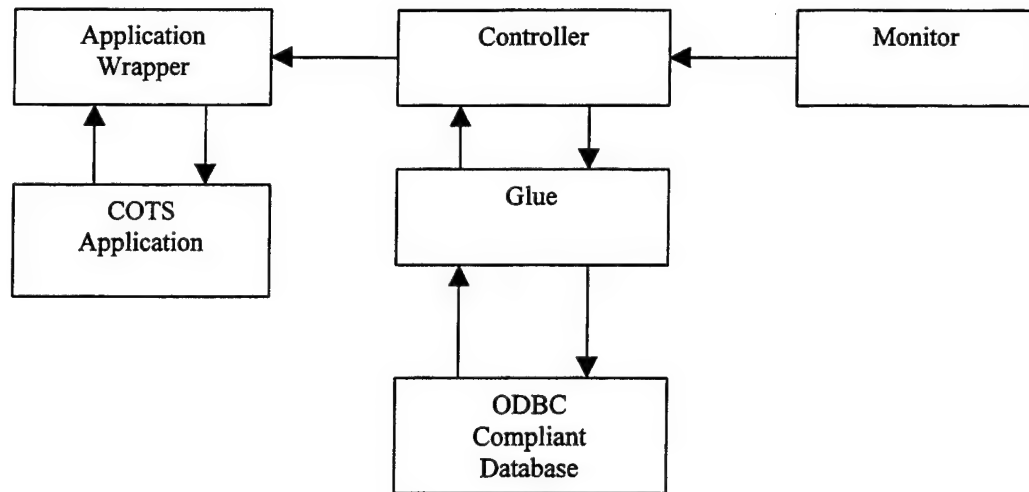 Application
Wrapper
Controller
Monitor
COTS
Application
Glue
ODBC
Compliant
Database